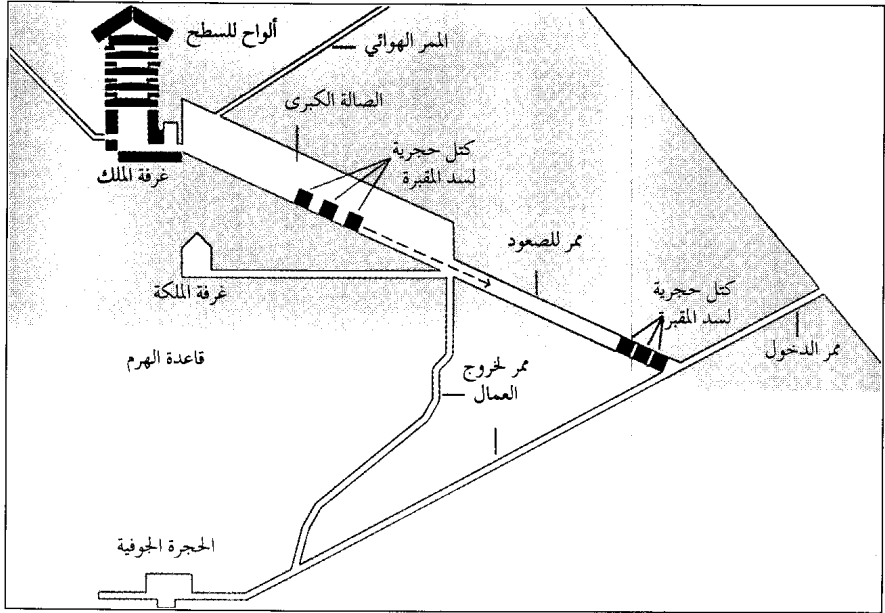 ألواح للسطح
الممر الهوائي
الصالة الكبرى
كتل حجرية
لسد المقبرة
غرفة الملك
ممر للصعود
غرفة الملكة
كتل حجرية
لسد المقبرة
ممر الدخول
قاعدة الهرم
ممر لخروج
العمال
الحجرة الجوفية